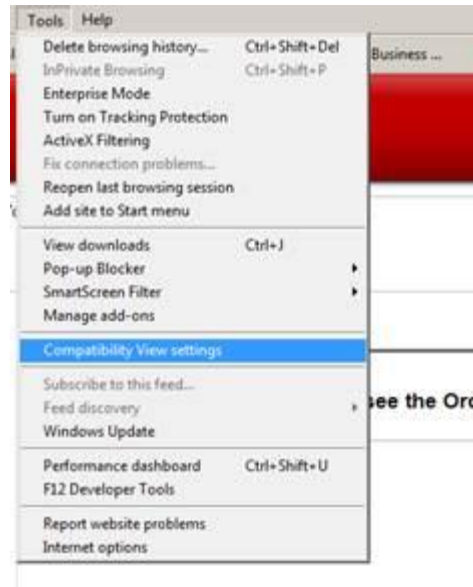 Tools Help
Delete browsing history... Ctrl+Shift+Del
Business ...
InPrivate Browsing Ctrl+Shift+P
Enterprise Mode
Turn on Tracking Protection
ActiveX Filtering
Fix connection problems...
Reopen last browsing session
Add site to Start menu
View downloads Ctrl+J
Pop-up Blocker
SmartScreen Filter
Manage add-ons
Compatibility View settings
Subscribe to this feed...
Feed discovery
see the Ord
Windows Update
Performance dashboard Ctrl+Shift+U
F12 Developer Tools
Report website problems
Internet options